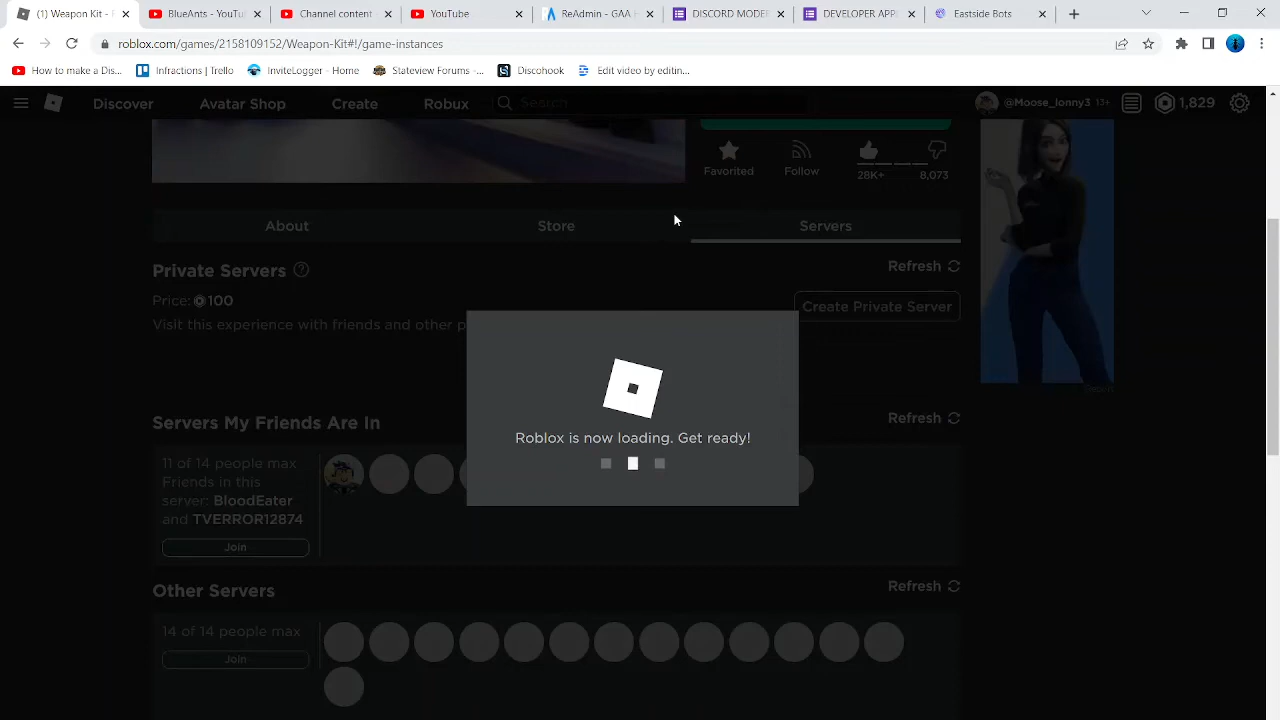 (1) Weapon Kit - E
BlueAnts - YouT
Channel content
YouTube
ReAdmin - GAA H
DISCORD MODER
DEVELOPER APPL
Eastside Bots
roblox.com/games/2158109152/Weapon-Kit#!/game-instances
How to make a Dis...
Infractions | Trello
InviteLogger - Home
Stateview Forums -...
Discohook
Edit video by editin...
Discover
Avatar Shop
Create
Robux
Search
@Moose_lonny3 13+
1,829
Favorited
Follow
28K+
8,073
About
Store
Servers
Private Servers
Refresh
Price: 100
Create Private Server
Visit this experience with friends and other p
Roblox is now loading. Get ready!
Servers My Friends Are In
Refresh
11 of 14 people max
Friends in this
server: BloodEater
and TVERROR12874
Join
Other Servers
Refresh
14 of 14 people max
Join